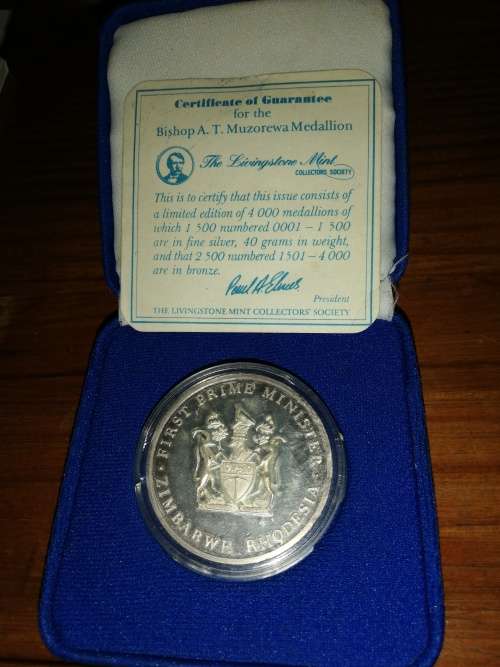 Certificate of Guarantee
for the
Bishop A. T. Muzorewa Medallion
The Livingstone Mint
COLLECTORS SOCIETY
This is to certify that this issue consists of
a limited edition of 4 000 medallions of
which 1 500 numbered 0001 – 1 500
are in fine silver, 40 grams in weight,
and that 2 500 numbered 1501 – 4 000
are in bronze.
President
THE LIVINGSTONE MINT COLLECTORS' SOCIETY
· FIRST PRIME MINISTER ·
ZIMBABWE RHODESIA